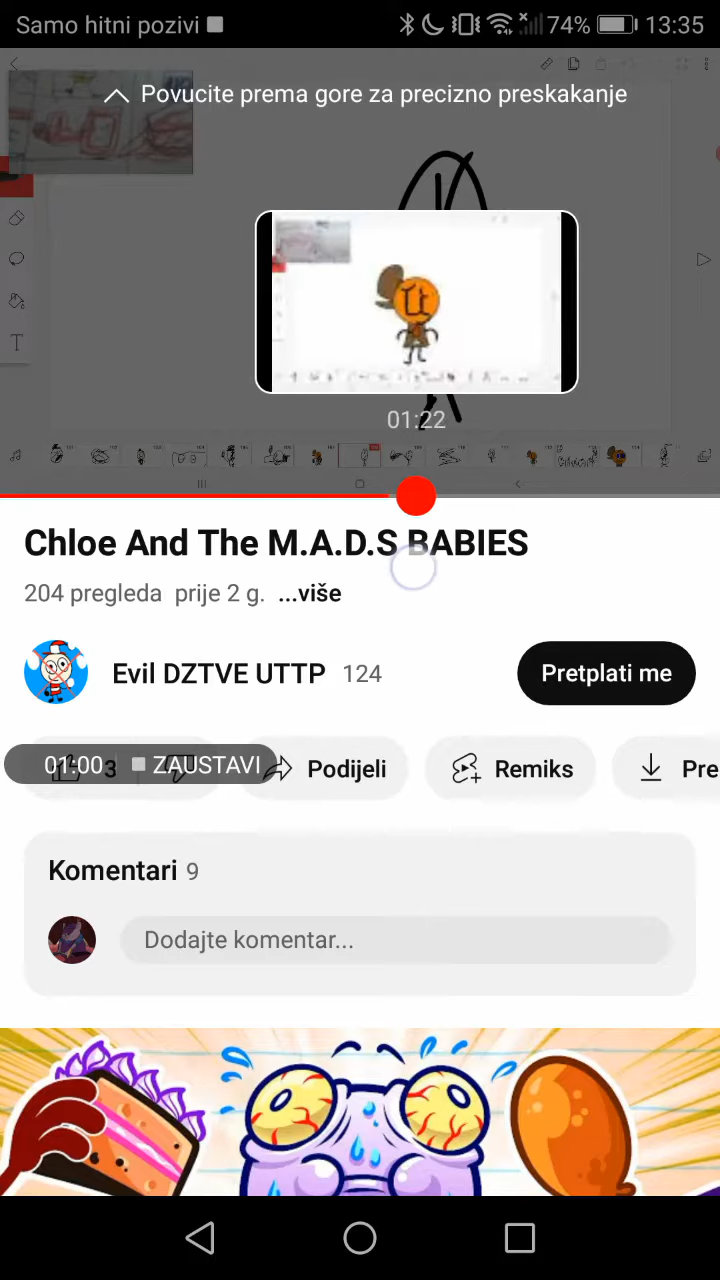 Samo hitni pozivi
74%
13:35
Povucite prema gore za precizno preskakanje
T
01:22
Chloe And The M.A.D.S BABIES
204 pregleda prije 2 g. ...više
Evil DZTVE UTTP 124
Pretplati me
01:00 ZAUSTAVI
3
Podijeli
Remiks
Pre
Komentari 9
Dodajte komentar...